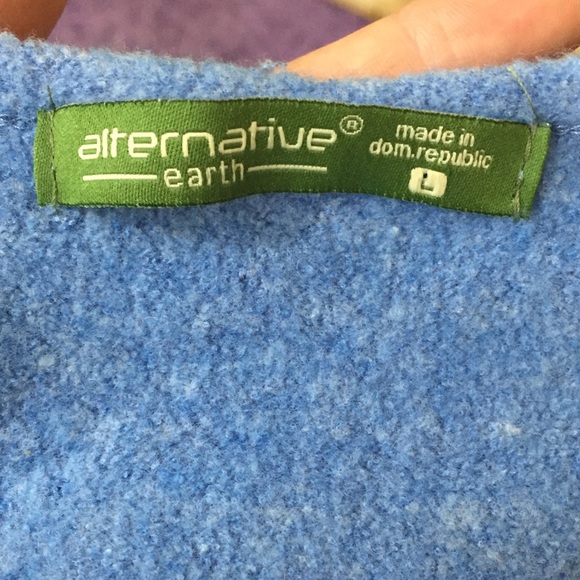 alternative®
earth
made in
dom.republic
L